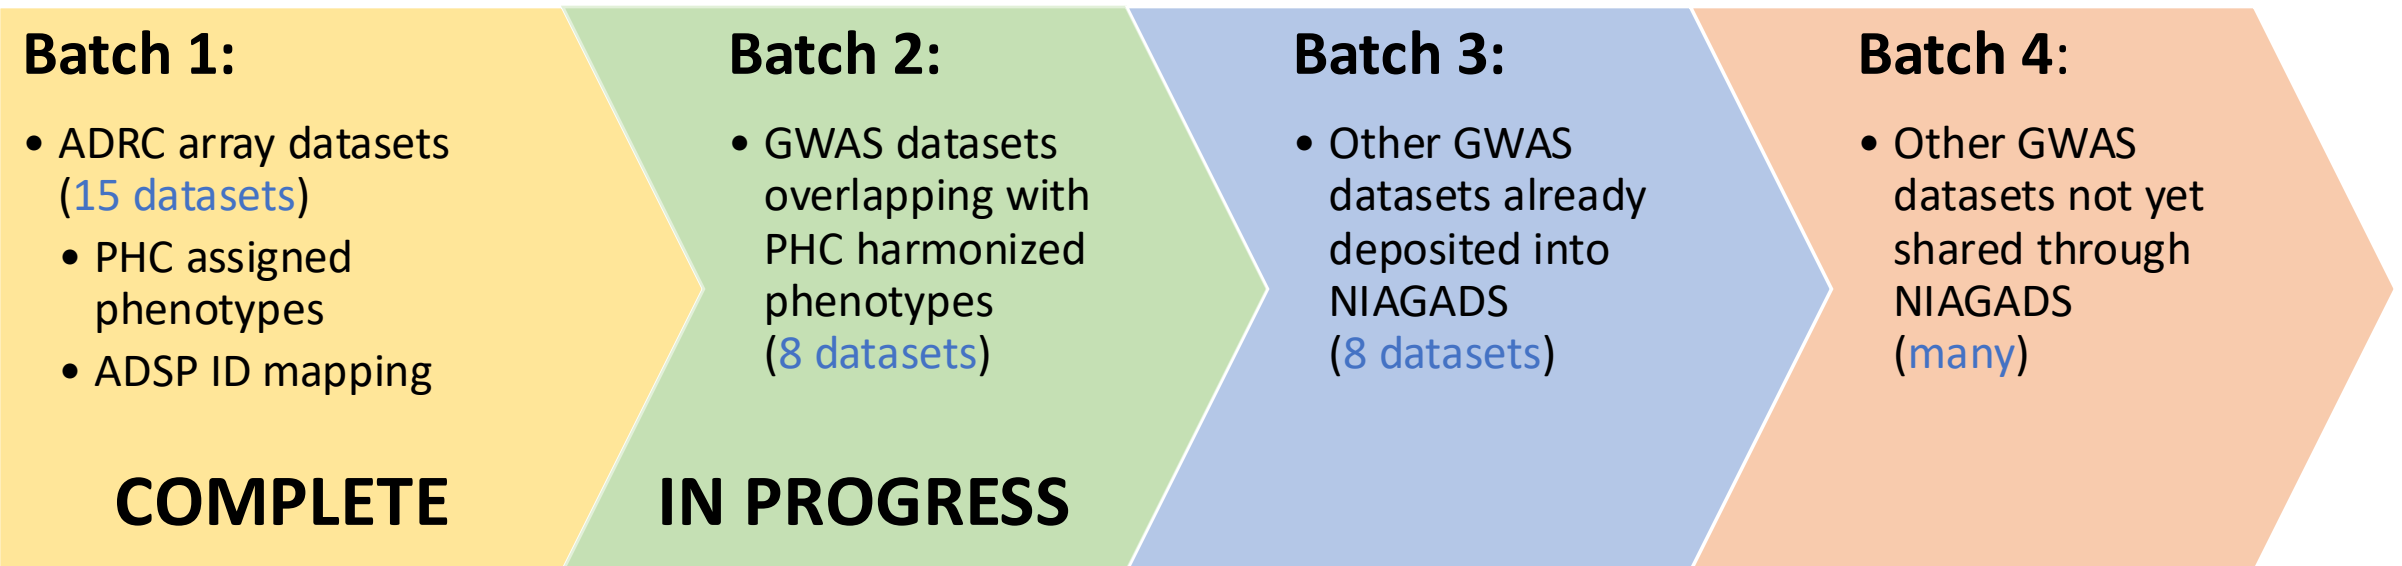 Batch 1:
• ADRC array datasets
(15 datasets)
• PHC assigned
phenotypes
• ADSP ID mapping
COMPLETE
Batch 2:
• GWAS datasets
overlapping with
PHC harmonized
phenotypes
(8 datasets)
IN PROGRESS
Batch 3:
• Other GWAS
datasets already
deposited into
NIAGADS
(8 datasets)
Batch 4:
• Other GWAS
datasets not yet
shared through
NIAGADS
(many)